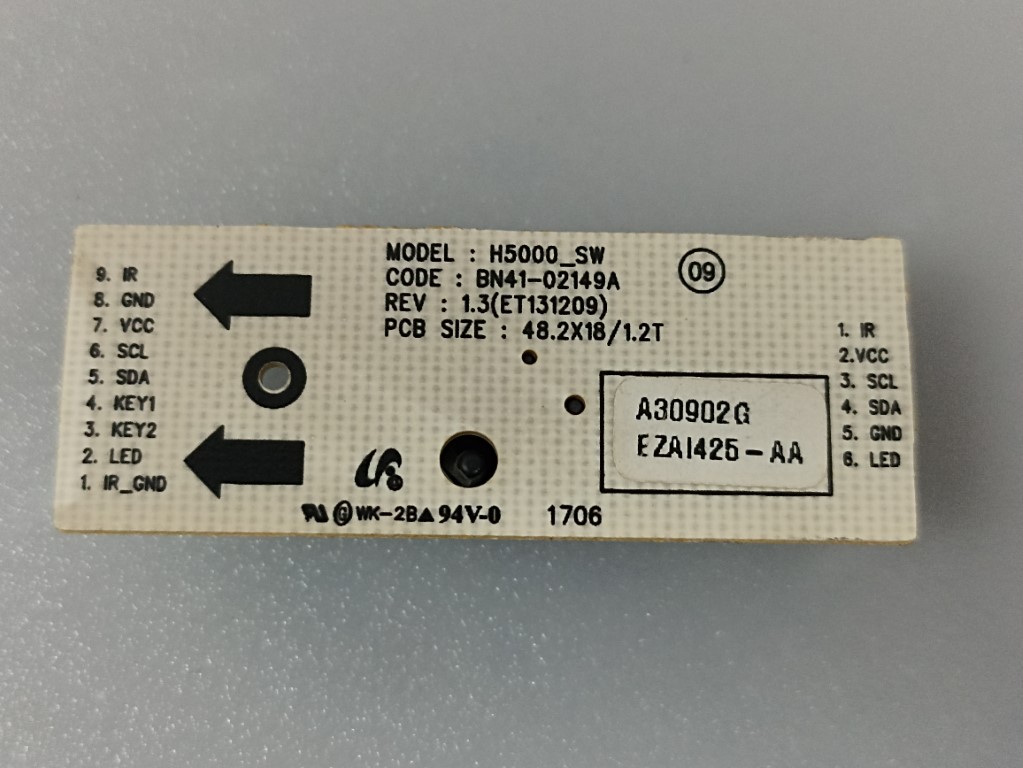 MODEL : H5000_SW
CODE : BN41-02149A
REV : 1.3(ET131209)
PCB SIZE : 48.2X18/1.2T
09
9. IR
8. GND
7. VCC
6. SCL
5. SDA
4. KEY1
3. KEY2
2. LED
1. IR_GND
1. IR
2.VCC
3. SCL
4. SDA
5. GND
6. LED
A30902G
EZA1425-AA
WK-2B▲94V-0
1706